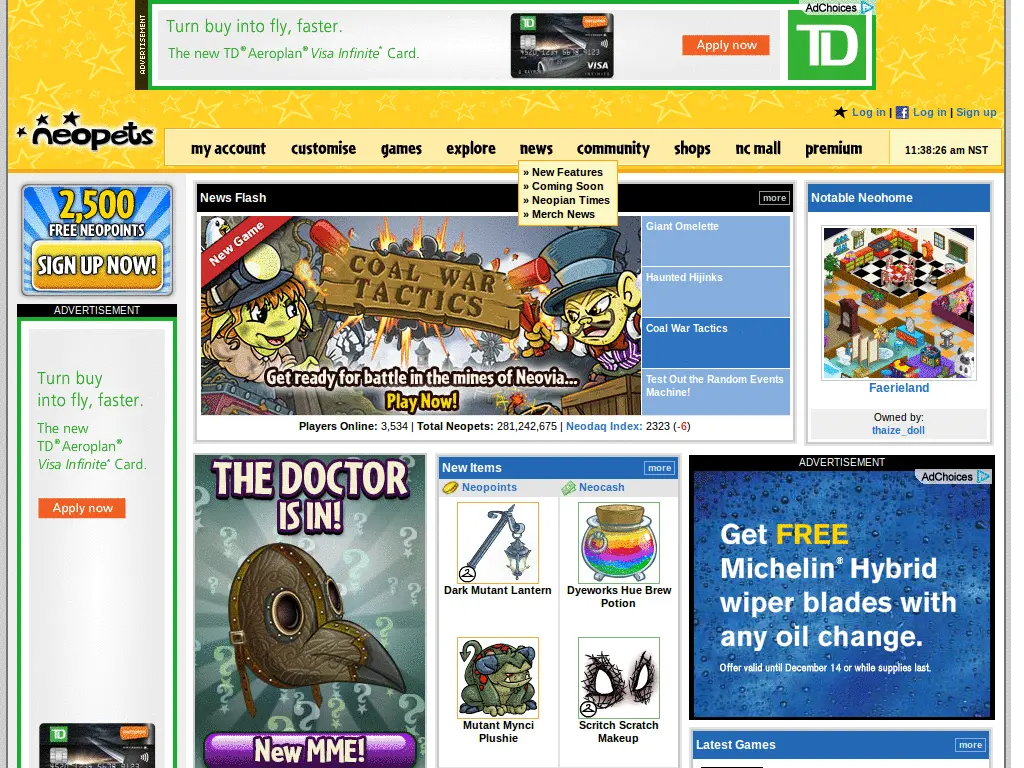 AdChoices
ADVERTISEMENT
Turn buy into fly, faster.
The new TD® Aeroplan® Visa Infinite* Card.
TD
VISA
INFINITE
Apply now
TD
Log in | Log in | Sign up
neopets
my account customise games explore news community shops nc mall premium 11:38:26 am NST
» New Features
» Coming Soon
» Neopian Times
» Merch News
2,500
FREE NEOPOINTS
SIGN UP NOW!
ADVERTISEMENT
Turn buy
into fly, faster.
The new
TD® Aeroplan®
Visa Infinite* Card.
Apply now
TD
News Flash more
New Game
COAL WAR
TACTICS
Get ready for battle in the mines of Neovia...
Play Now!
Giant Omelette
Haunted Hijinks
Coal War Tactics
Test Out the Random Events
Machine!
Players Online: 3,534 | Total Neopets: 281,242,675 | Neodaq Index: 2323 (-6)
Notable Neohome
Faerieland
Owned by:
thaize_doll
THE DOCTOR
IS IN!
New MME!
New Items more
Neopoints Neocash
Dark Mutant Lantern
Dyeworks Hue Brew
Potion
Mutant Mynci
Plushie
Scritch Scratch
Makeup
ADVERTISEMENT
AdChoices
Get FREE
Michelin® Hybrid
wiper blades with
any oil change.
Offer valid until December 14 or while supplies last.
Latest Games more